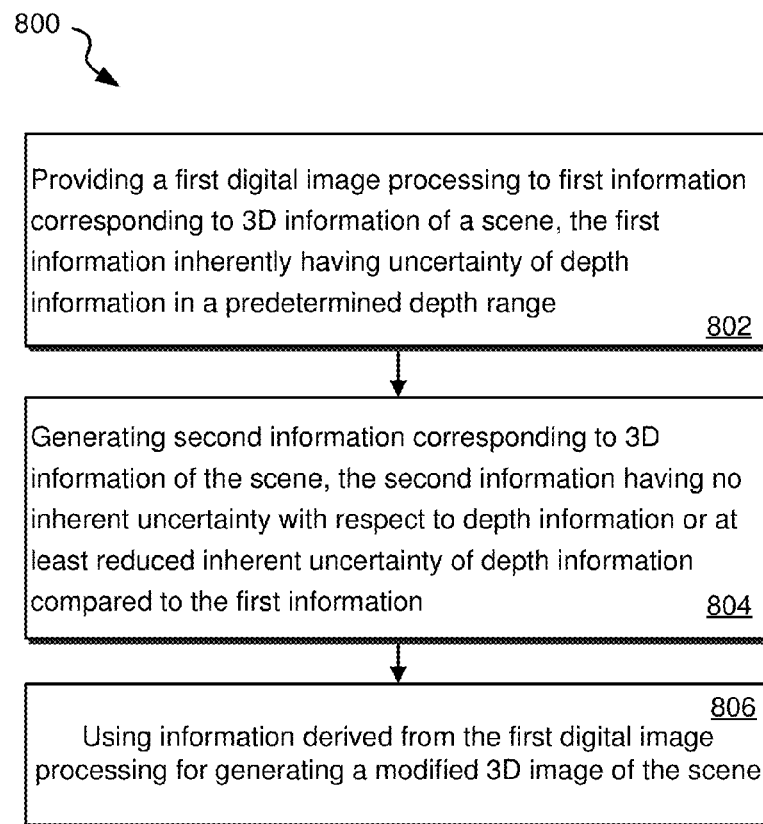 800
Providing a first digital image processing to first information
corresponding to 3D information of a scene, the first
information inherently having uncertainty of depth
information in a predetermined depth range
802
Generating second information corresponding to 3D
information of the scene, the second information having no
inherent uncertainty with respect to depth information or at
least reduced inherent uncertainty of depth information
compared to the first information
804
806
Using information derived from the first digital image
processing for generating a modified 3D image of the scene